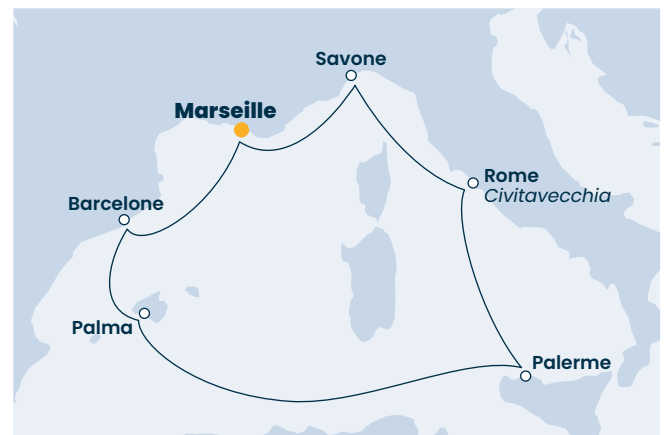 Savone
Marseille
Rome
Civitavecchia
Barcelone
Palma
Palerme